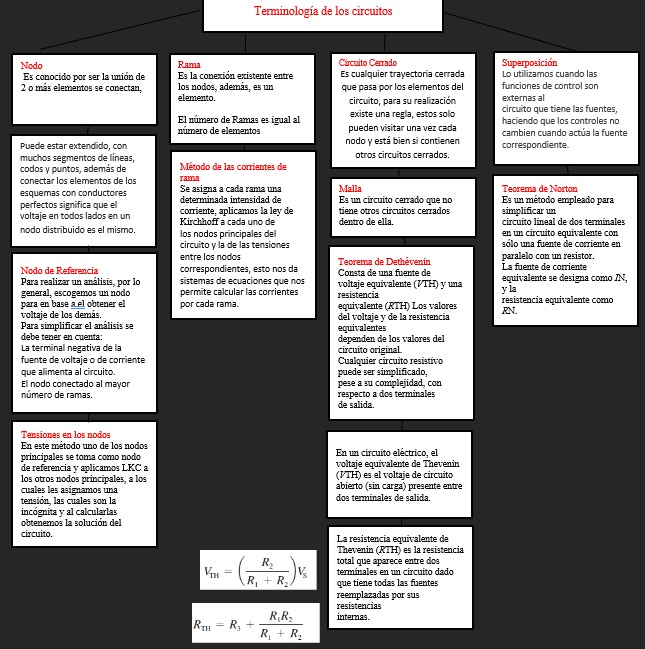 Terminología de los circuitos
Nodo
Es conocido por ser la unión de
2 o más elementos se conectan,
Puede estar extendido, con
muchos segmentos de líneas,
codos y puntos, además de
conectar los elementos de los
esquemas con conductores
perfectos significa que el
voltaje en todos lados en un
nodo distribuido es el mismo.
Nodo de Referencia
Para realizar un análisis, por lo
general, escogemos un nodo
para en base a el obtener el
voltaje de los demás.
Para simplificar el análisis se
debe tener en cuenta:
La terminal negativa de la
fuente de voltaje o de corriente
que alimenta al circuito.
El nodo conectado al mayor
número de ramas.
Tensiones en los nodos
En este método uno de los nodos
principales se toma como nodo
de referencia y aplicamos LKC a
los otros nodos principales, a los
cuales les asignamos una
tensión, las cuales son la
incógnita y al calcularlas
obtenemos la solución del
circuito.
Rama
Es la conexión existente entre
los nodos, además, es un
elemento.
El número de Ramas es igual al
número de elementos
Método de las corrientes de
rama
Se asigna a cada rama una
determinada intensidad de
corriente, aplicamos la ley de
Kirchhoff a cada uno de
los nodos principales del
circuito y la de las tensiones
entre los nodos
correspondientes, esto nos da
sistemas de ecuaciones que nos
permite calcular las corrientes
por cada rama.
Circuito Cerrado
Es cualquier trayectoria cerrada
que pasa por los elementos del
circuito, para su realización
existe una regla, estos solo
pueden visitar una vez cada
nodo y está bien si contienen
otros circuitos cerrados.
Malla
Es un circuito cerrado que no
tiene otros circuitos cerrados
dentro de ella.
Teorema de Dethévenin
Consta de una fuente de
voltaje equivalente (VTH) y una
resistencia
equivalente (RTH) Los valores
del voltaje y de la resistencia
equivalentes
dependen de los valores del
circuito original.
Cualquier circuito resistivo
puede ser simplificado,
pese a su complejidad, con
respecto a dos terminales
de salida.
En un circuito eléctrico, el
voltaje equivalente de Thevenin
(VTH) es el voltaje de circuito
abierto (sin carga) presente entre
dos terminales de salida.
La resistencia equivalente de
Thevenin (RTH) es la resistencia
total que aparece entre dos
terminales en un circuito dado
que tiene todas las fuentes
reemplazadas por sus
resistencias
internas.
Superposición
Lo utilizamos cuando las
funciones de control son
externas al
circuito que tiene las fuentes,
haciendo que los controles no
cambien cuando actúa la fuente
correspondiente.
Teorema de Norton
Es un método empleado para
simplificar un
circuito lineal de dos terminales
en un circuito equivalente con
sólo una fuente de corriente en
paralelo con un resistor.
La fuente de corriente
equivalente se designa como IN,
y la
resistencia equivalente como
RN.
V_TH = (R_2 / (R_1 + R_2)) V_S
R_TH = R_3 + R_1R_2 / (R_1 + R_2)